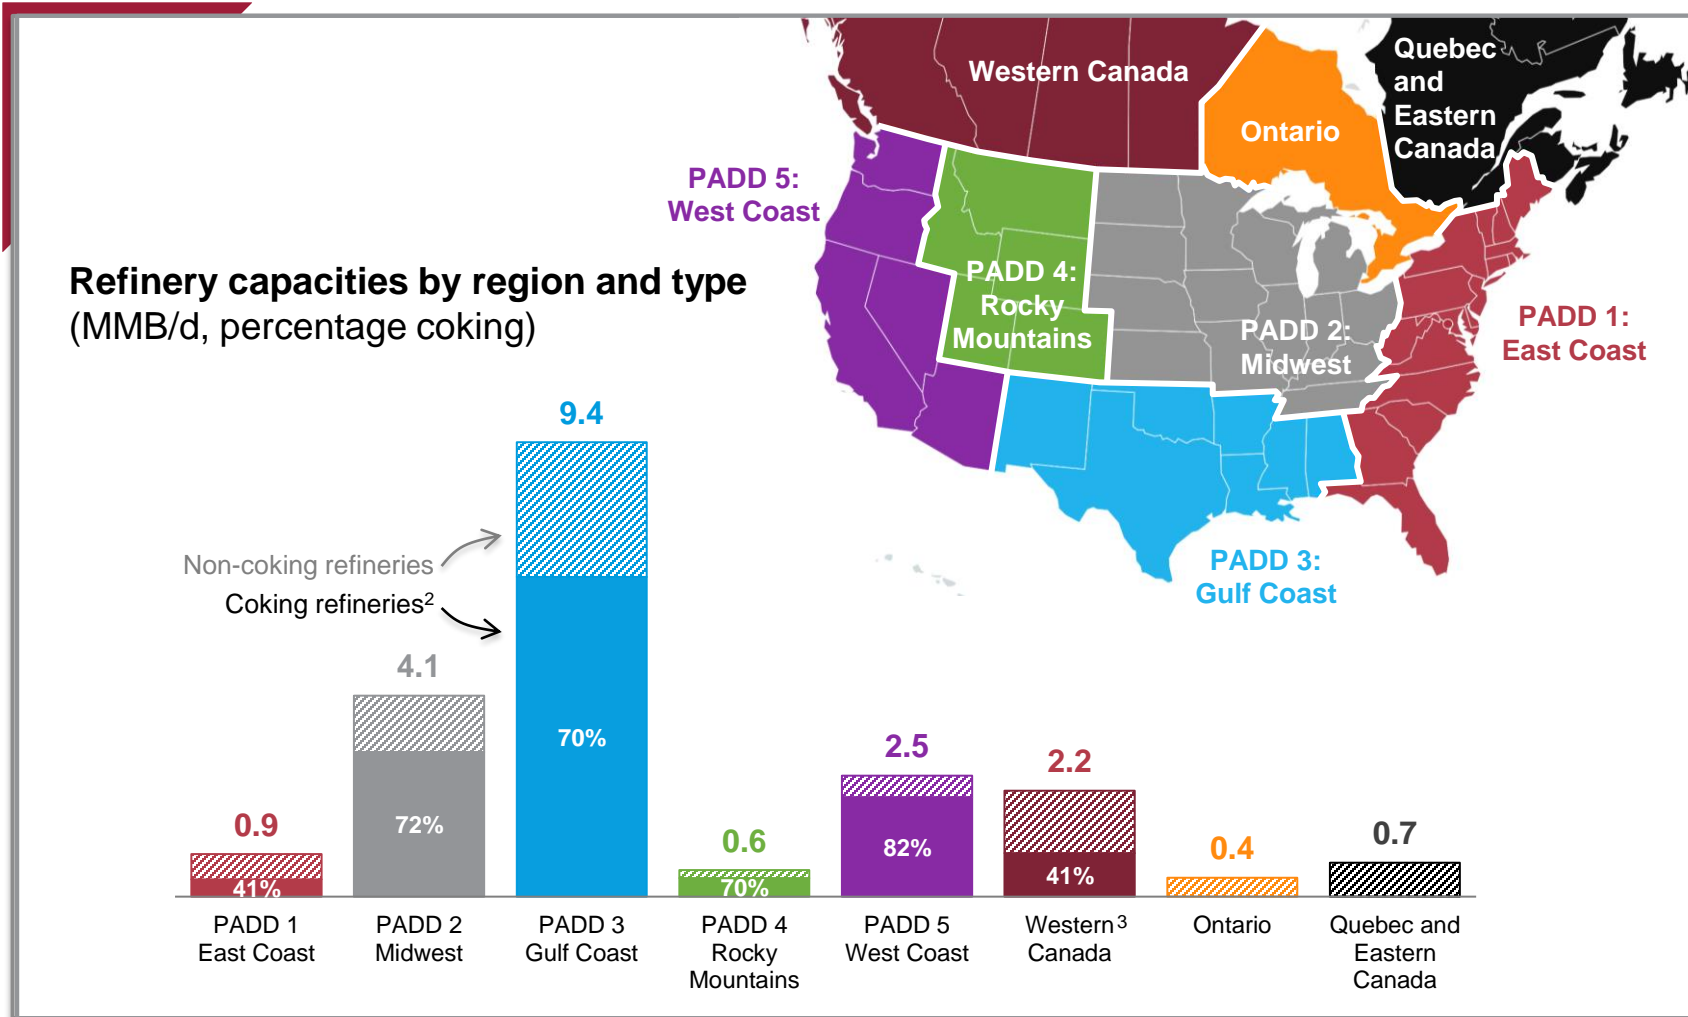 Western Canada
Quebec
and
Eastern
Canada
Ontario
PADD 5:
West Coast
PADD 4:
Rocky
Mountains
PADD 2:
Midwest
PADD 1:
East Coast
PADD 3:
Gulf Coast
Refinery capacities by region and type
(MMB/d, percentage coking)
Non-coking refineries
Coking refineries²
0.9
4.1
9.4
0.6
2.5
2.2
0.4
0.7
41%
72%
70%
70%
82%
41%
PADD 1
East Coast
PADD 2
Midwest
PADD 3
Gulf Coast
PADD 4
Rocky
Mountains
PADD 5
West Coast
Western³
Canada
Ontario
Quebec and
Eastern
Canada